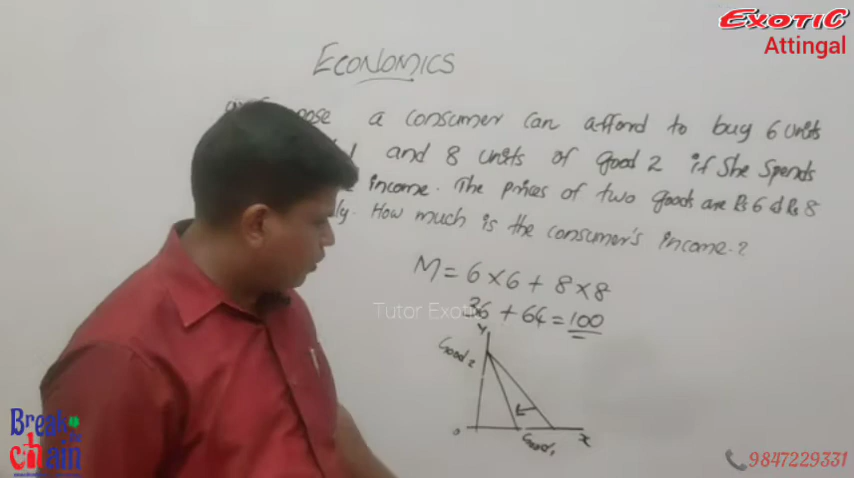 EXOTIC
Attingal
ECONOMICS
a consumer can afford to buy 6 units
and 8 units of good 2 if She Spends
income. The prices of two goods are Rs 6 & Rs 8
How much is the consumer's income.?
M = 6 × 6 + 8 × 8
Tutor Exotic
36 + 64 = 100
Y
Good 2
0
Good 1
X
Break
the
chain
9847229331